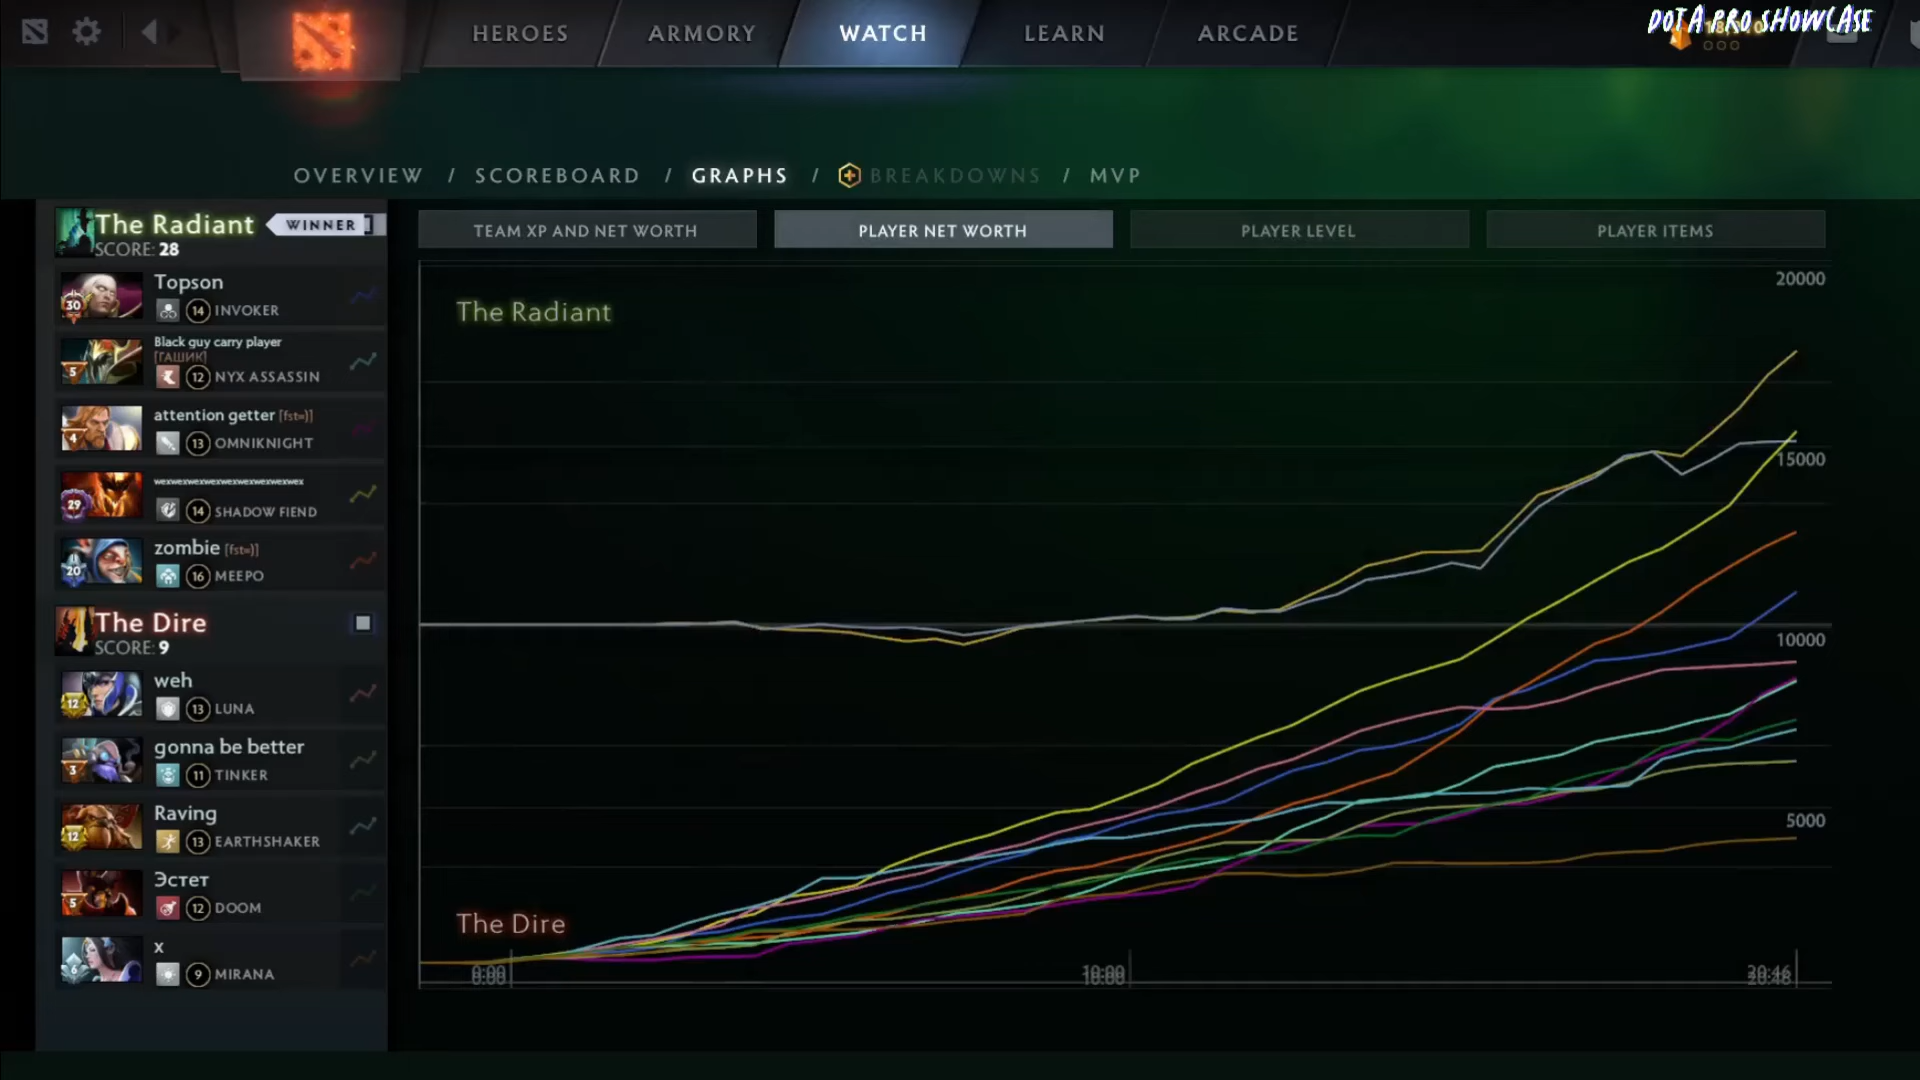 HEROES
ARMORY
WATCH
LEARN
ARCADE
DOTA PRO SHOWCASE
OVERVIEW / SCOREBOARD / GRAPHS / BREAKDOWNS / MVP
The Radiant
WINNER
SCORE: 28
30
Topson
14 INVOKER
5
Black guy carry player
[ГАШИК]
12 NYX ASSASSIN
4
attention getter [fst=)]
13 OMNIKNIGHT
29
wexwexwexwexwexwexwexwexwex
14 SHADOW FIEND
20
zombie [fst=)]
16 MEEPO
The Dire
SCORE: 9
12
weh
13 LUNA
3
gonna be better
11 TINKER
12
Raving
13 EARTHSHAKER
5
Эстет
12 DOOM
6
x
9 MIRANA
TEAM XP AND NET WORTH
PLAYER NET WORTH
PLAYER LEVEL
PLAYER ITEMS
The Radiant
20000
15000
10000
5000
The Dire
0:00
10:00
20:46